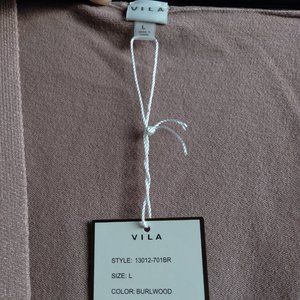 VILA
L
VILA
STYLE: 13012-701BR
SIZE: L
COLOR: BURLWOOD